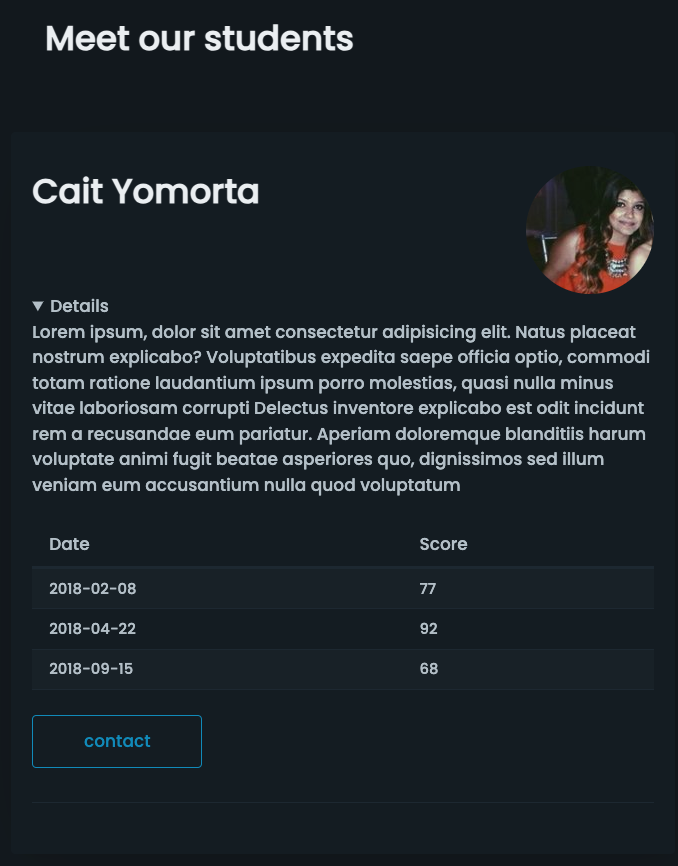 Meet our students
Cait Yomorta
▼ Details
Lorem ipsum, dolor sit amet consectetur adipisicing elit. Natus placeat
nostrum explicabo? Voluptatibus expedita saepe officia optio, commodi
totam ratione laudantium ipsum porro molestias, quasi nulla minus
vitae laboriosam corrupti Delectus inventore explicabo est odit incidunt
rem a recusandae eum pariatur. Aperiam doloremque blanditiis harum
voluptate animi fugit beatae asperiores quo, dignissimos sed illum
veniam eum accusantium nulla quod voluptatum
Date Score
2018-02-08 77
2018-04-22 92
2018-09-15 68
contact